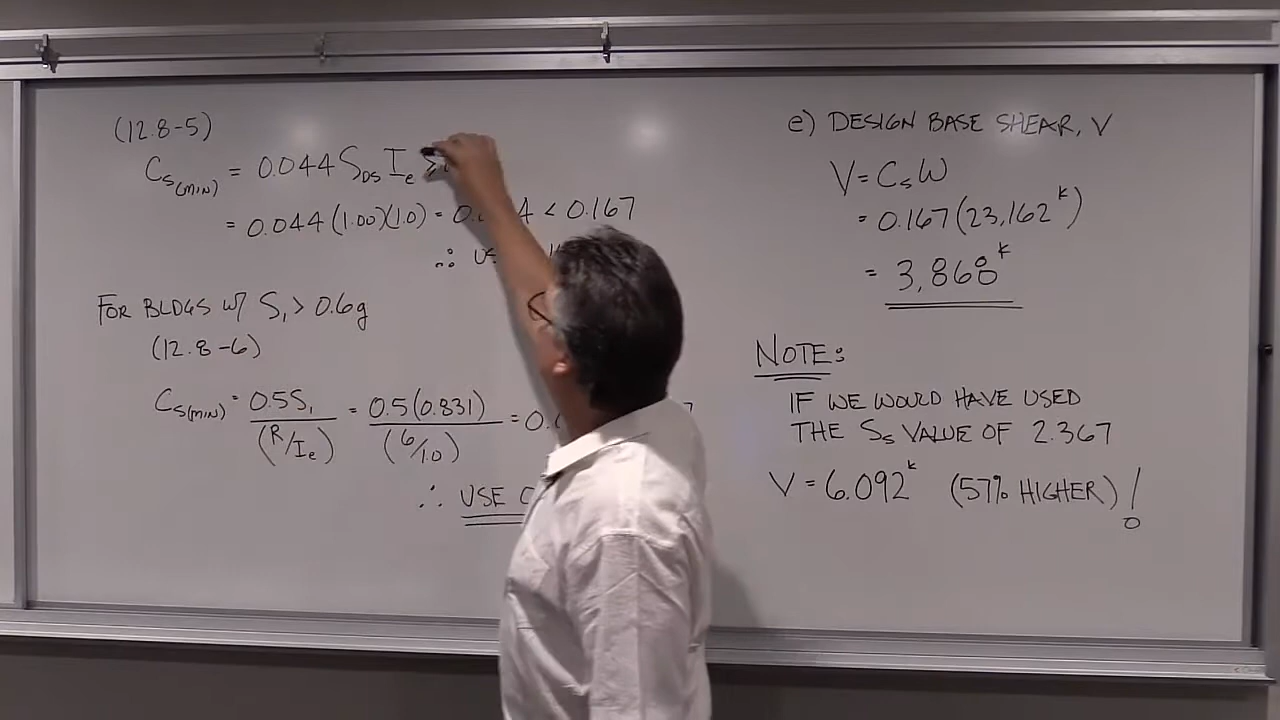 (12.8-5)
Cs(MIN) = 0.044 SDS Ie ≥
= 0.044 (1.00)(1.0) = 0. 4 < 0.167
∴
FOR BLDGS W/ S1 > 0.6g
(12.8-6)
Cs(MIN) = 0.5S1 / (R/Ie) = 0.5(0.831) / (6/1.0) = 0.
∴ USE C
e) DESIGN BASE SHEAR, V
V = CsW
= 0.167(23,162k)
= 3,868k
NOTE:
IF WE WOULD HAVE USED
THE Ss VALUE OF 2.367
V = 6.092k (57% HIGHER)!